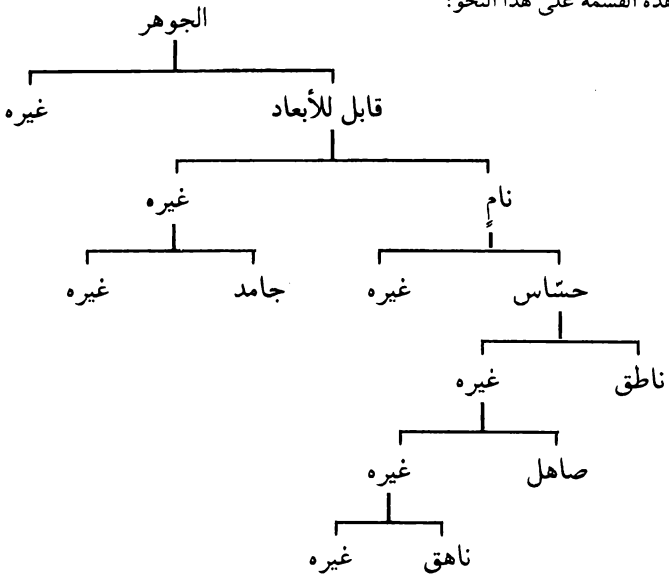 هذه القسمة على هذا النحو:
الجوهر
قابل للأبعاد غيره
نامٍ غيره
حسّاس غيره جامد غيره
ناطق غيره
صاهل غيره
ناهق غيره